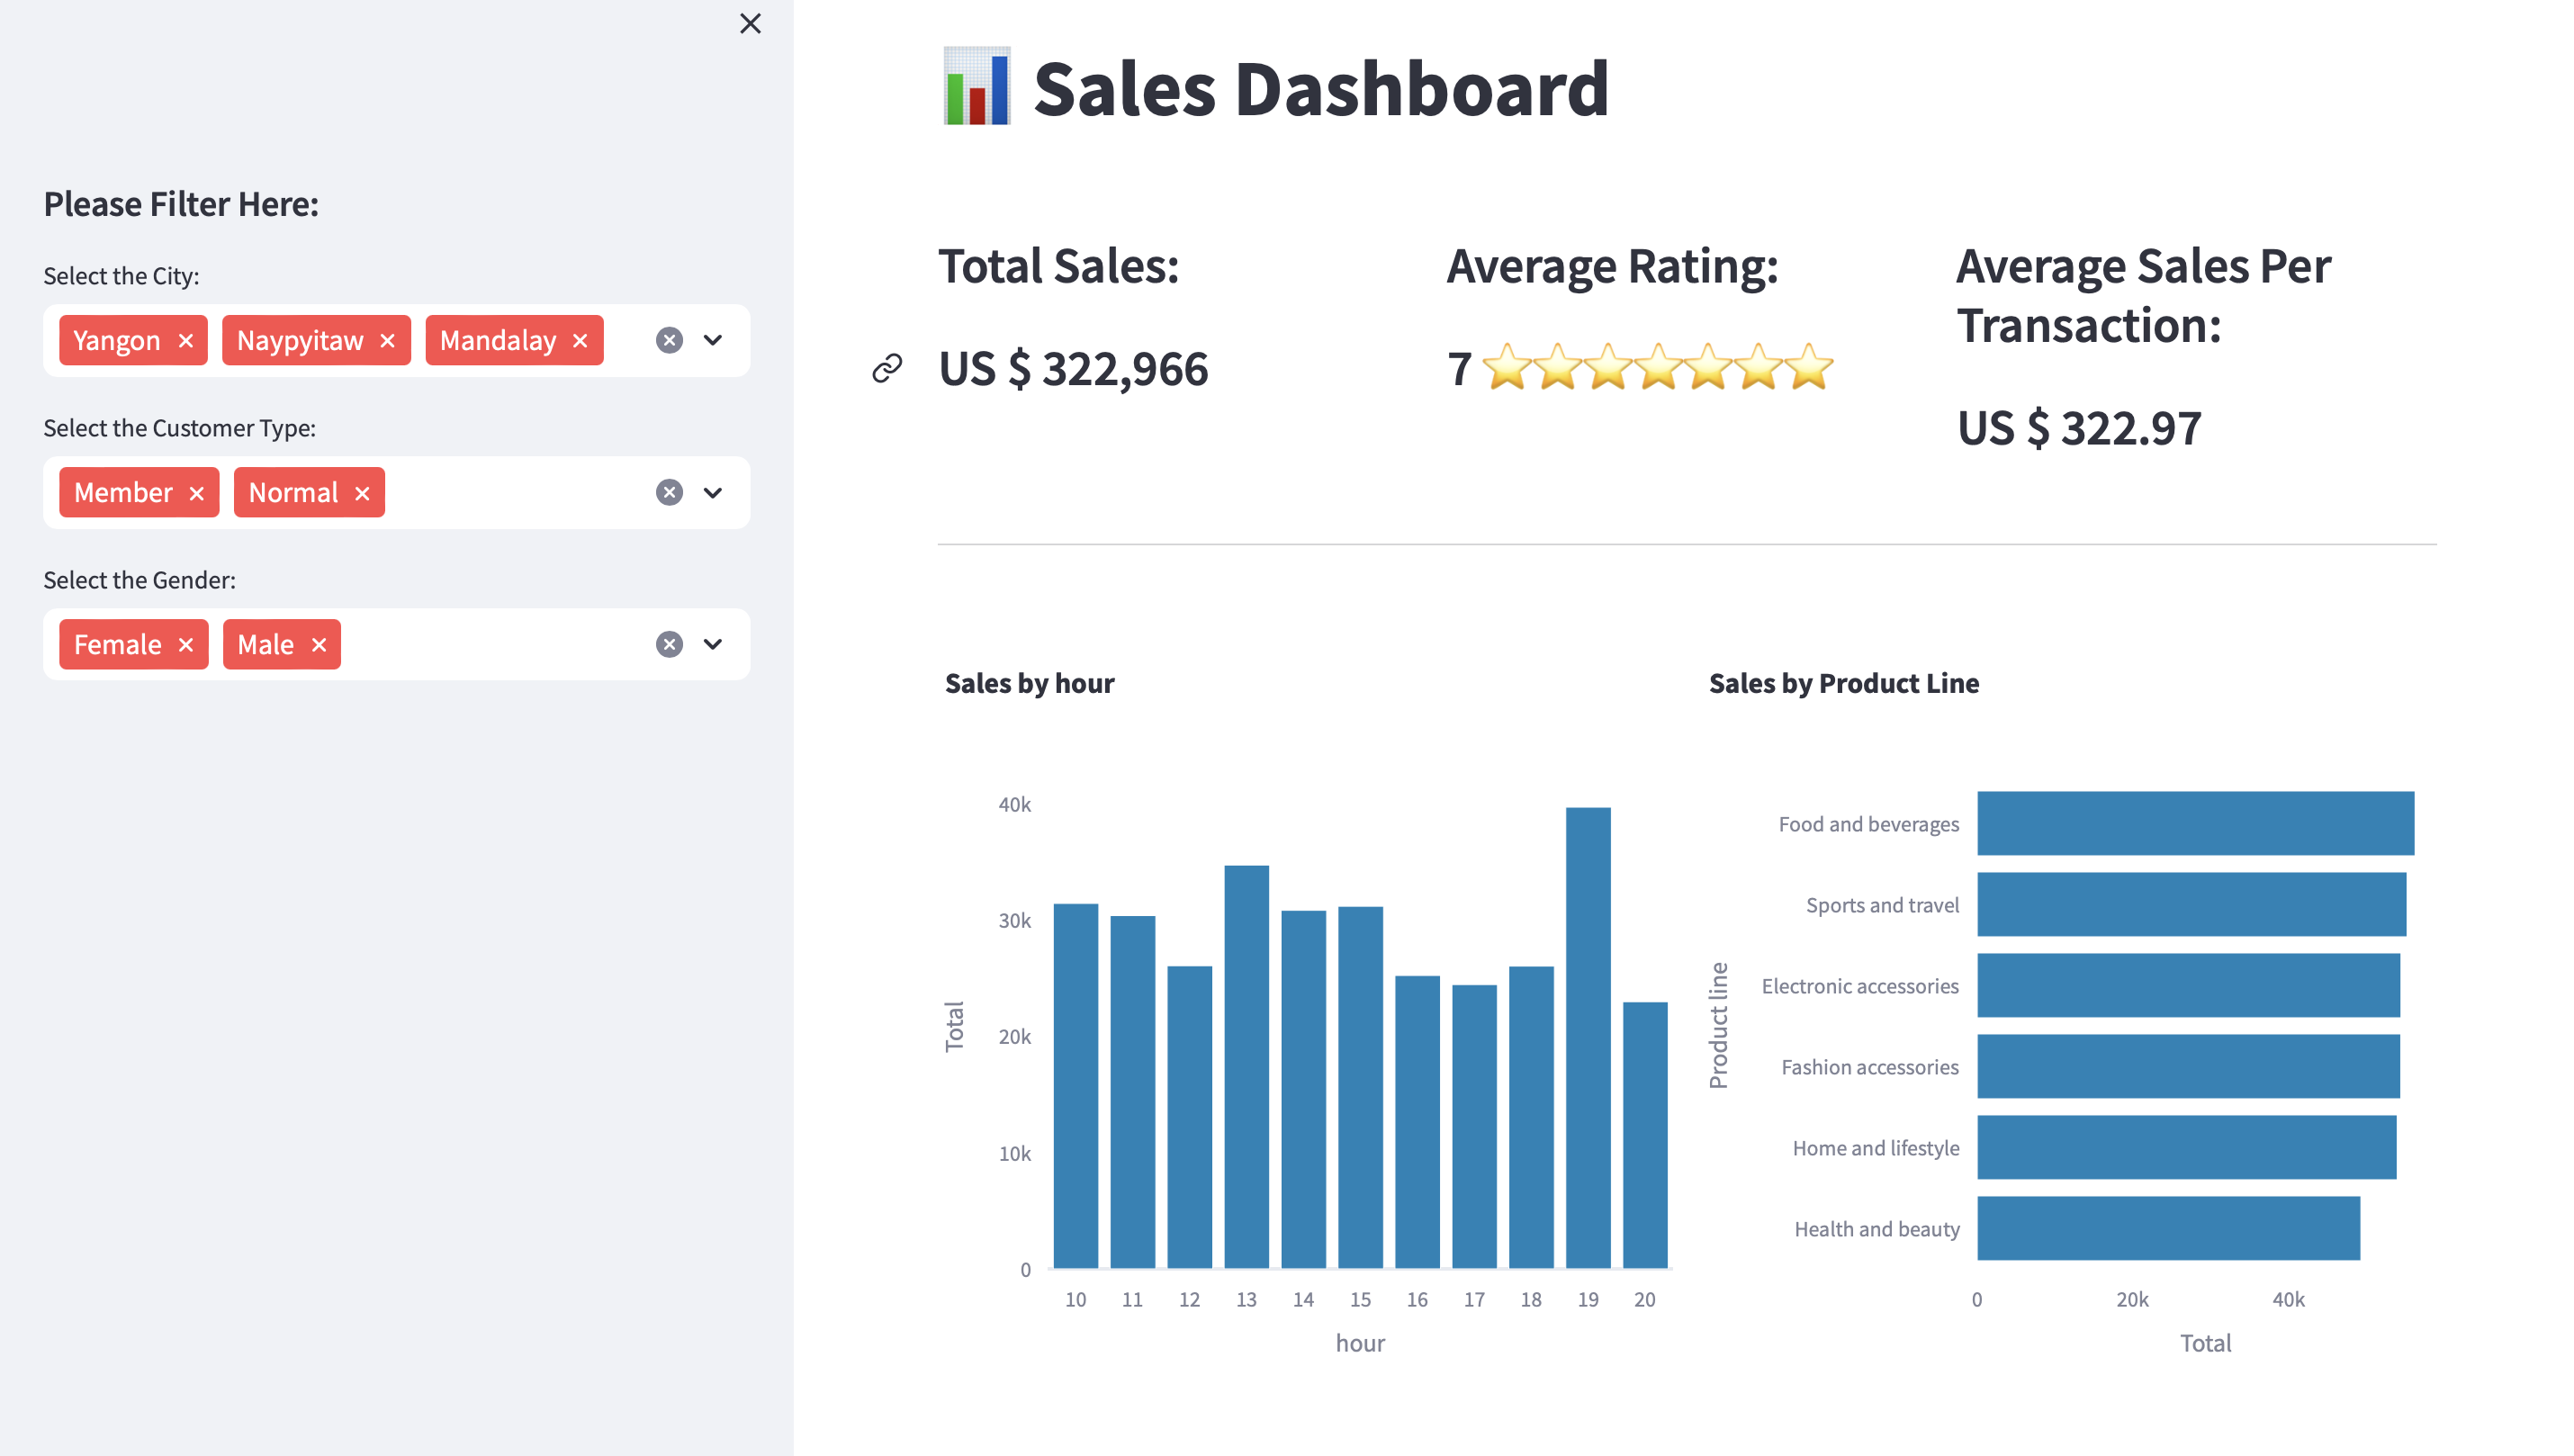 Please Filter Here:
Select the City:
Yangon Naypyitaw Mandalay
Select the Customer Type:
Member Normal
Select the Gender:
Female Male
Sales Dashboard
Total Sales:
US $ 322,966
Average Rating:
7
Average Sales Per
Transaction:
US $ 322.97
Sales by hour
40k
30k
20k
10k
0
Total
10 11 12 13 14 15 16 17 18 19 20
hour
Sales by Product Line
Product line
Food and beverages
Sports and travel
Electronic accessories
Fashion accessories
Home and lifestyle
Health and beauty
0 20k 40k
Total